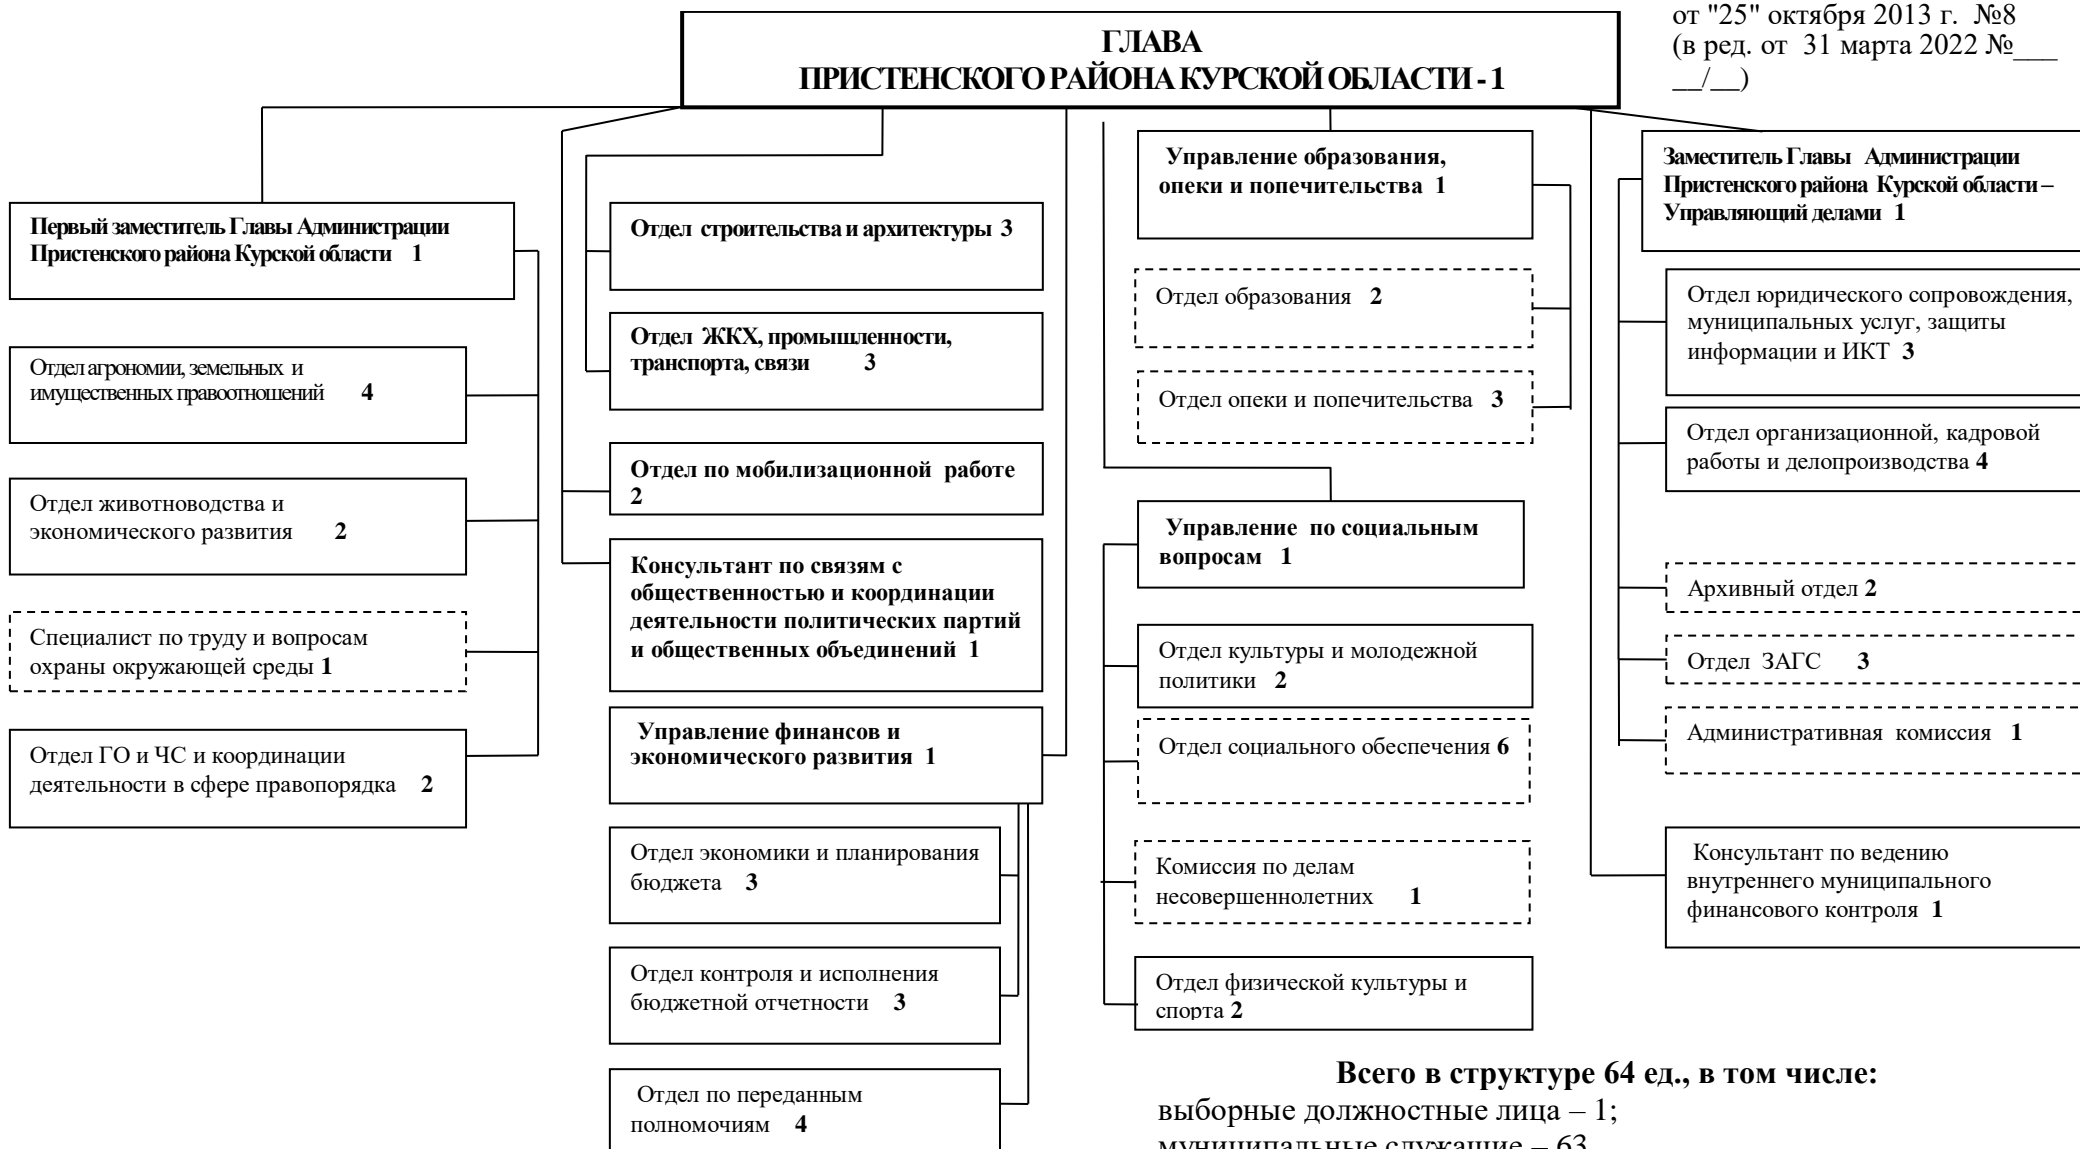 от "25" октября 2013 г. №8
(в ред. от 31 марта 2022 №___
__/__)
ГЛАВА
ПРИСТЕНСКОГО РАЙОНА КУРСКОЙ ОБЛАСТИ - 1
Первый заместитель Главы Администрации
Пристенского района Курской области 1
Отдел агрономии, земельных и
имущественных правоотношений 4
Отдел животноводства и
экономического развития 2
Специалист по труду и вопросам
охраны окружающей среды 1
Отдел ГО и ЧС и координации
деятельности в сфере правопорядка 2
Отдел строительства и архитектуры 3
Отдел ЖКХ, промышленности,
транспорта, связи 3
Отдел по мобилизационной работе
2
Консультант по связям с
общественностью и координации
деятельности политических партий
и общественных объединений 1
Управление финансов и
экономического развития 1
Отдел экономики и планирования
бюджета 3
Отдел контроля и исполнения
бюджетной отчетности 3
Отдел по переданным
полномочиям 4
Управление образования,
опеки и попечительства 1
Отдел образования 2
Отдел опеки и попечительства 3
Управление по социальным
вопросам 1
Отдел культуры и молодежной
политики 2
Отдел социального обеспечения 6
Комиссия по делам
несовершеннолетних 1
Отдел физической культуры и
спорта 2
Заместитель Главы Администрации
Пристенского района Курской области –
Управляющий делами 1
Отдел юридического сопровождения,
муниципальных услуг, защиты
информации и ИКТ 3
Отдел организационной, кадровой
работы и делопроизводства 4
Архивный отдел 2
Отдел ЗАГС 3
Административная комиссия 1
Консультант по ведению
внутреннего муниципального
финансового контроля 1
Всего в структуре 64 ед., в том числе:
выборные должностные лица – 1;
муниципальные служащие – 63